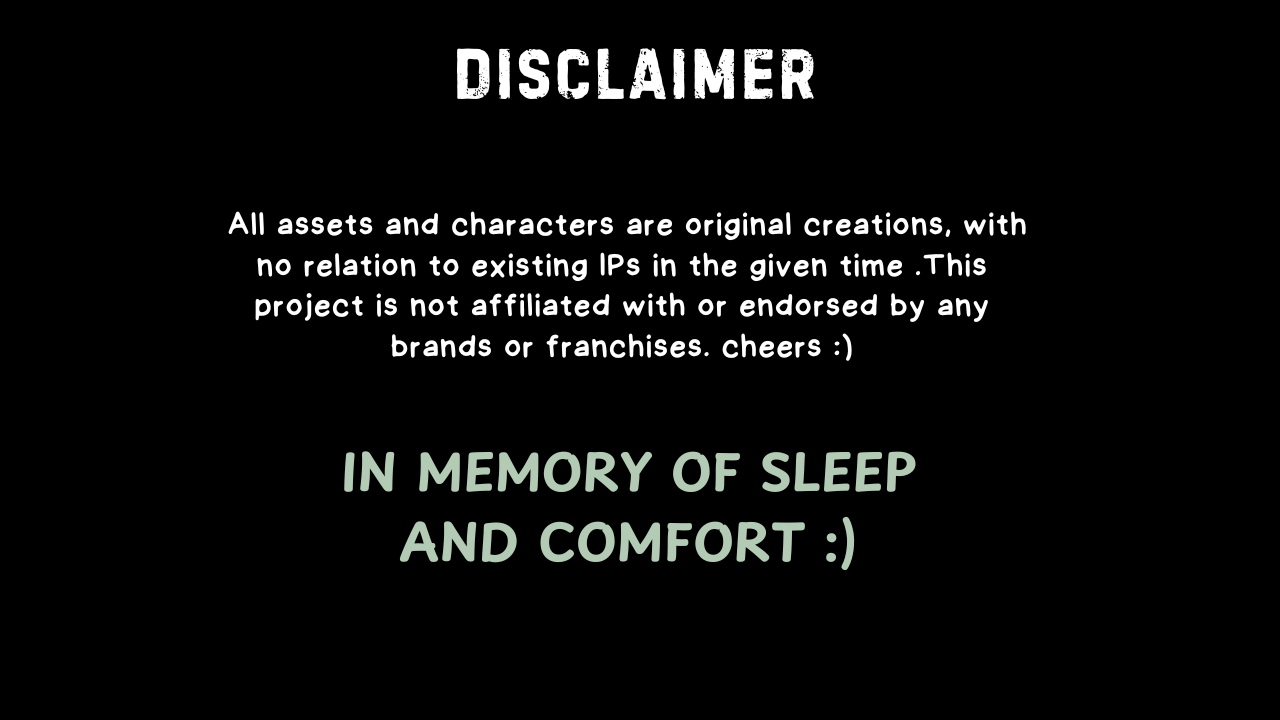 DISCLAIMER
All assets and characters are original creations, with
no relation to existing IPs in the given time .This
project is not affiliated with or endorsed by any
brands or franchises. cheers :)
IN MEMORY OF SLEEP
AND COMFORT :)